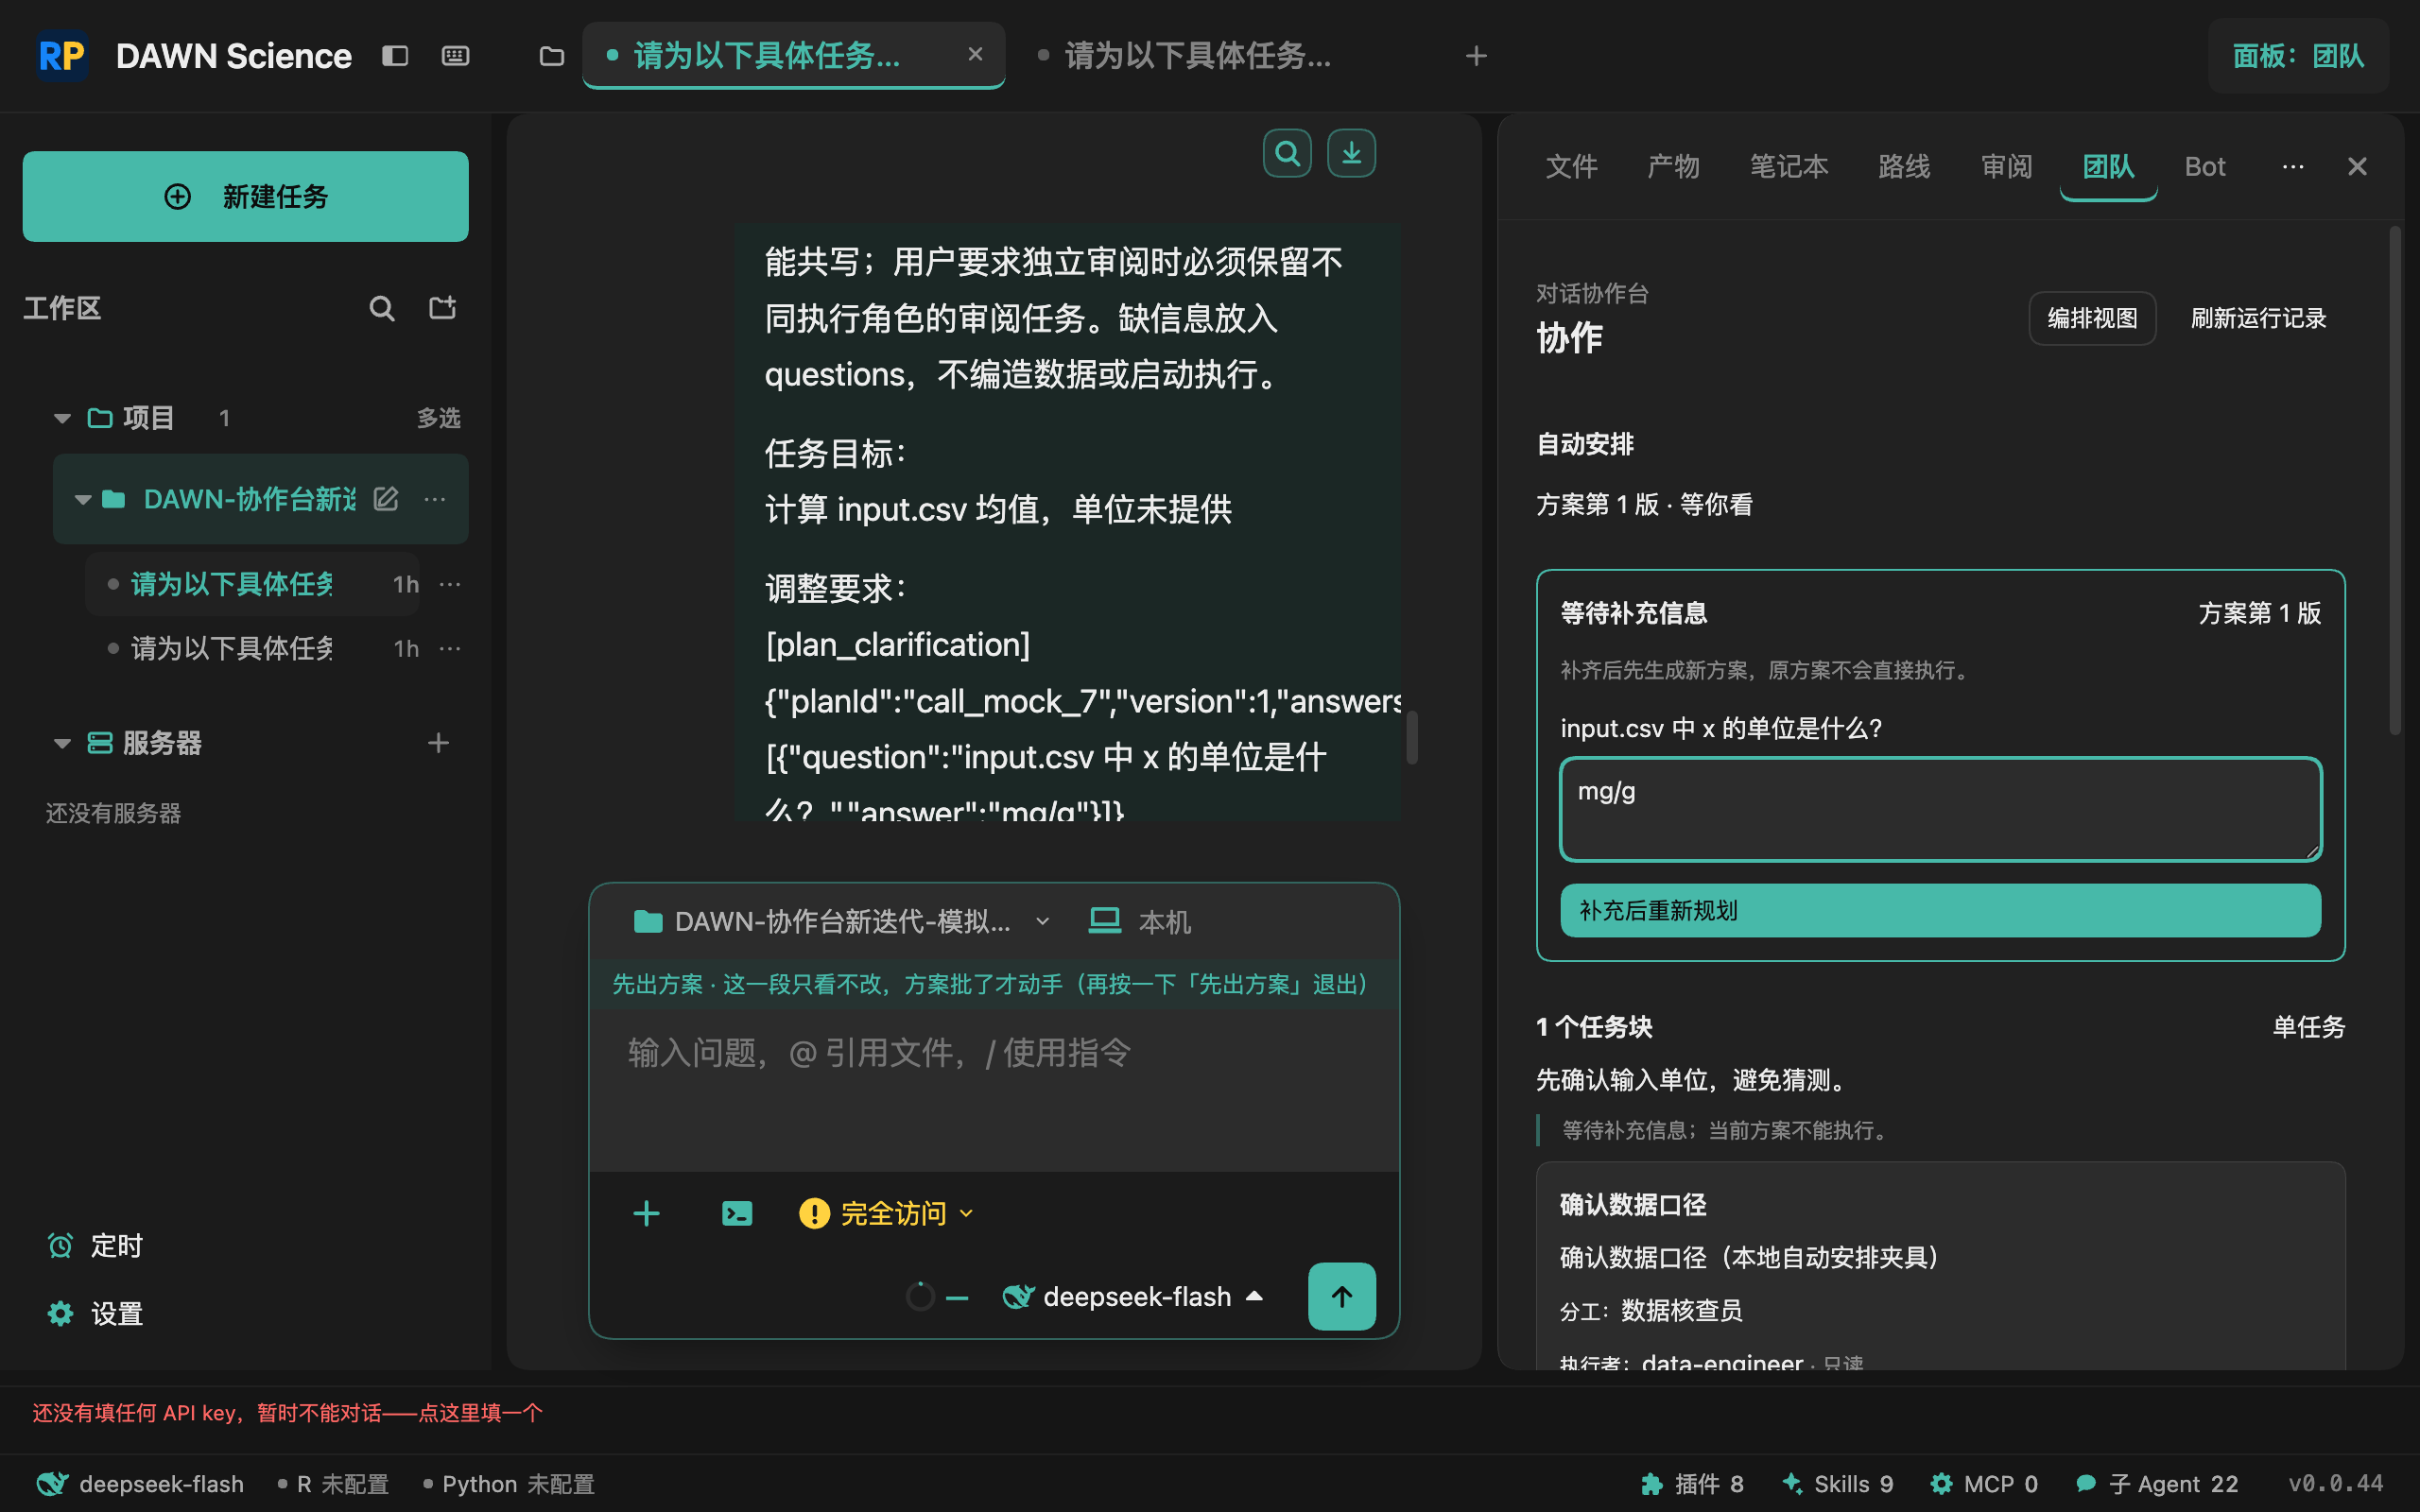 RP
DAWN Science
请为以下具体任务...
请为以下具体任务...
面板：团队
新建任务
工作区
项目 1
多选
DAWN-协作台新迭
请为以下具体任务 1h
请为以下具体任务 1h
服务器
还没有服务器
定时
设置
能共写；用户要求独立审阅时必须保留不
同执行角色的审阅任务。缺信息放入
questions，不编造数据或启动执行。
任务目标：
计算 input.csv 均值，单位未提供
调整要求：
[plan_clarification]
{"planId":"call_mock_7","version":1,"answers
[{"question":"input.csv 中 x 的单位是什
么？","answer":"mg/g"}]}
DAWN-协作台新迭代-模拟...
本机
先出方案 · 这一段只看不改，方案批了才动手（再按一下「先出方案」退出）
输入问题，@ 引用文件，/ 使用指令
完全访问
deepseek-flash
文件
产物
笔记本
路线
审阅
团队
Bot
对话协作台
协作
编排视图
刷新运行记录
自动安排
方案第 1 版 · 等你看
等待补充信息
方案第 1 版
补齐后先生成新方案，原方案不会直接执行。
input.csv 中 x 的单位是什么？
mg/g
补充后重新规划
1 个任务块
单任务
先确认输入单位，避免猜测。
等待补充信息；当前方案不能执行。
确认数据口径
确认数据口径（本地自动安排夹具）
分工：数据核查员
执行者：data-engineer · 只读
还没有填任何 API key，暂时不能对话——点这里填一个
deepseek-flash
R 未配置
Python 未配置
插件 8
Skills 9
MCP 0
子 Agent 22
v0.0.44